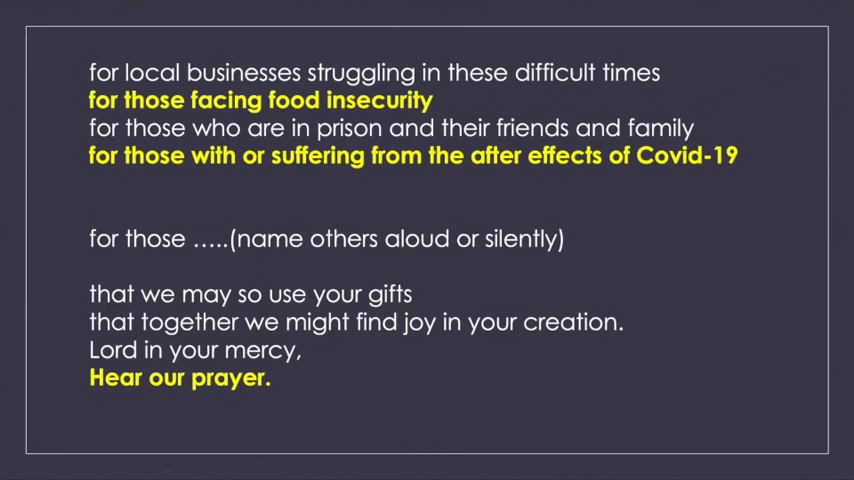 for local businesses struggling in these difficult times
for those facing food insecurity
for those who are in prison and their friends and family
for those with or suffering from the after effects of Covid-19
for those …..(name others aloud or silently)
that we may so use your gifts
that together we might find joy in your creation.
Lord in your mercy,
Hear our prayer.